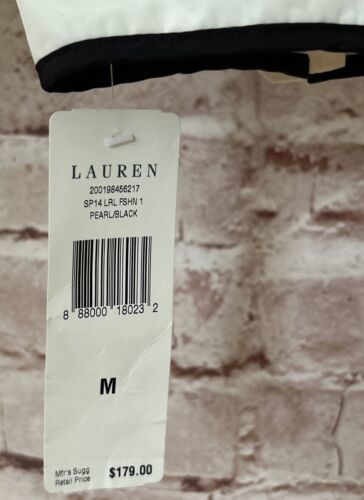 LAUREN
200198456217
SP14 LRL FSHN 1
PEARL/BLACK
8 88000 18023 2
M
Mfr's Sugg
Retail Price $179.00